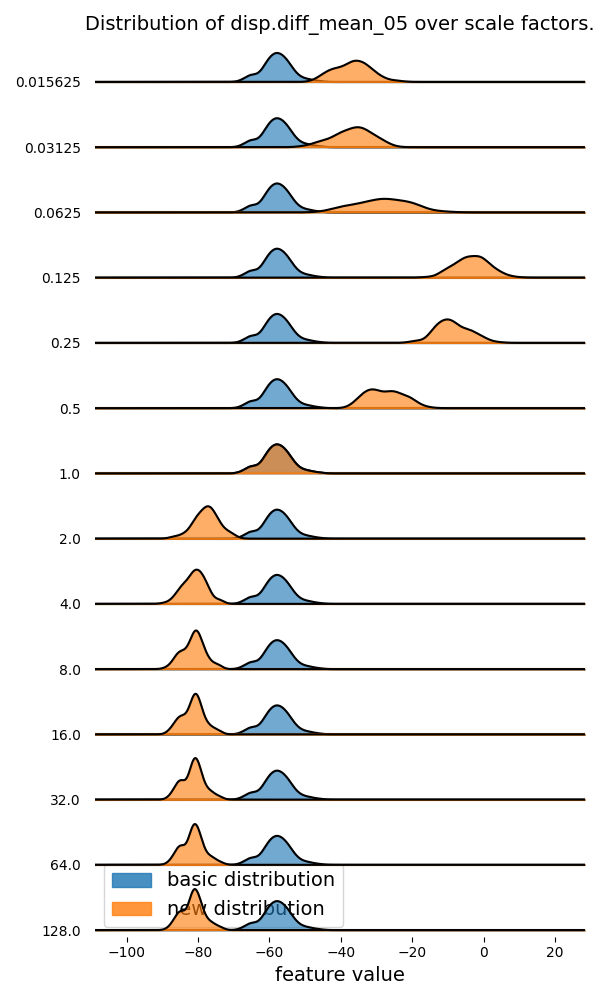 Distribution of disp.diff_mean_05 over scale factors.
0.015625
0.03125
0.0625
0.125
0.25
0.5
1.0
2.0
4.0
8.0
16.0
32.0
64.0
basic distribution
new distribution
128.0
−100 −80 −60 −40 −20 0 20
feature value